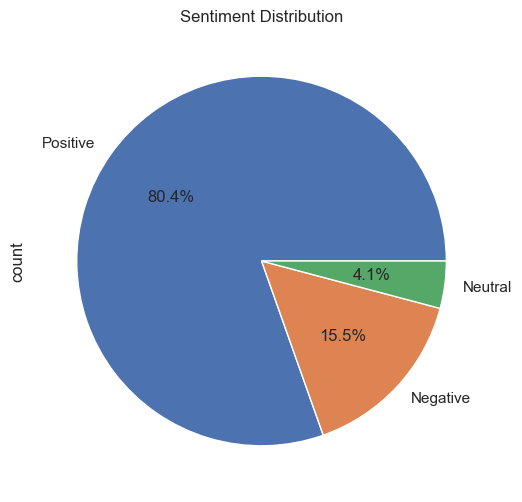 Sentiment Distribution
Positive
80.4%
count
4.1%
Neutral
15.5%
Negative